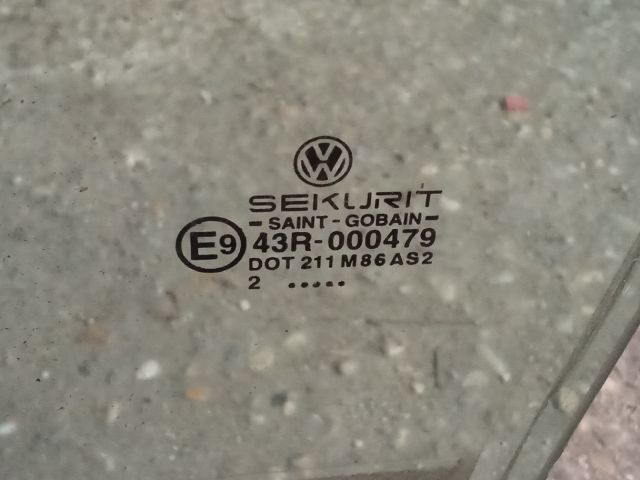 SEKURIT
- SAINT - GOBAIN -
E9 43R-000479
DOT 211 M86 AS2
2 •••••